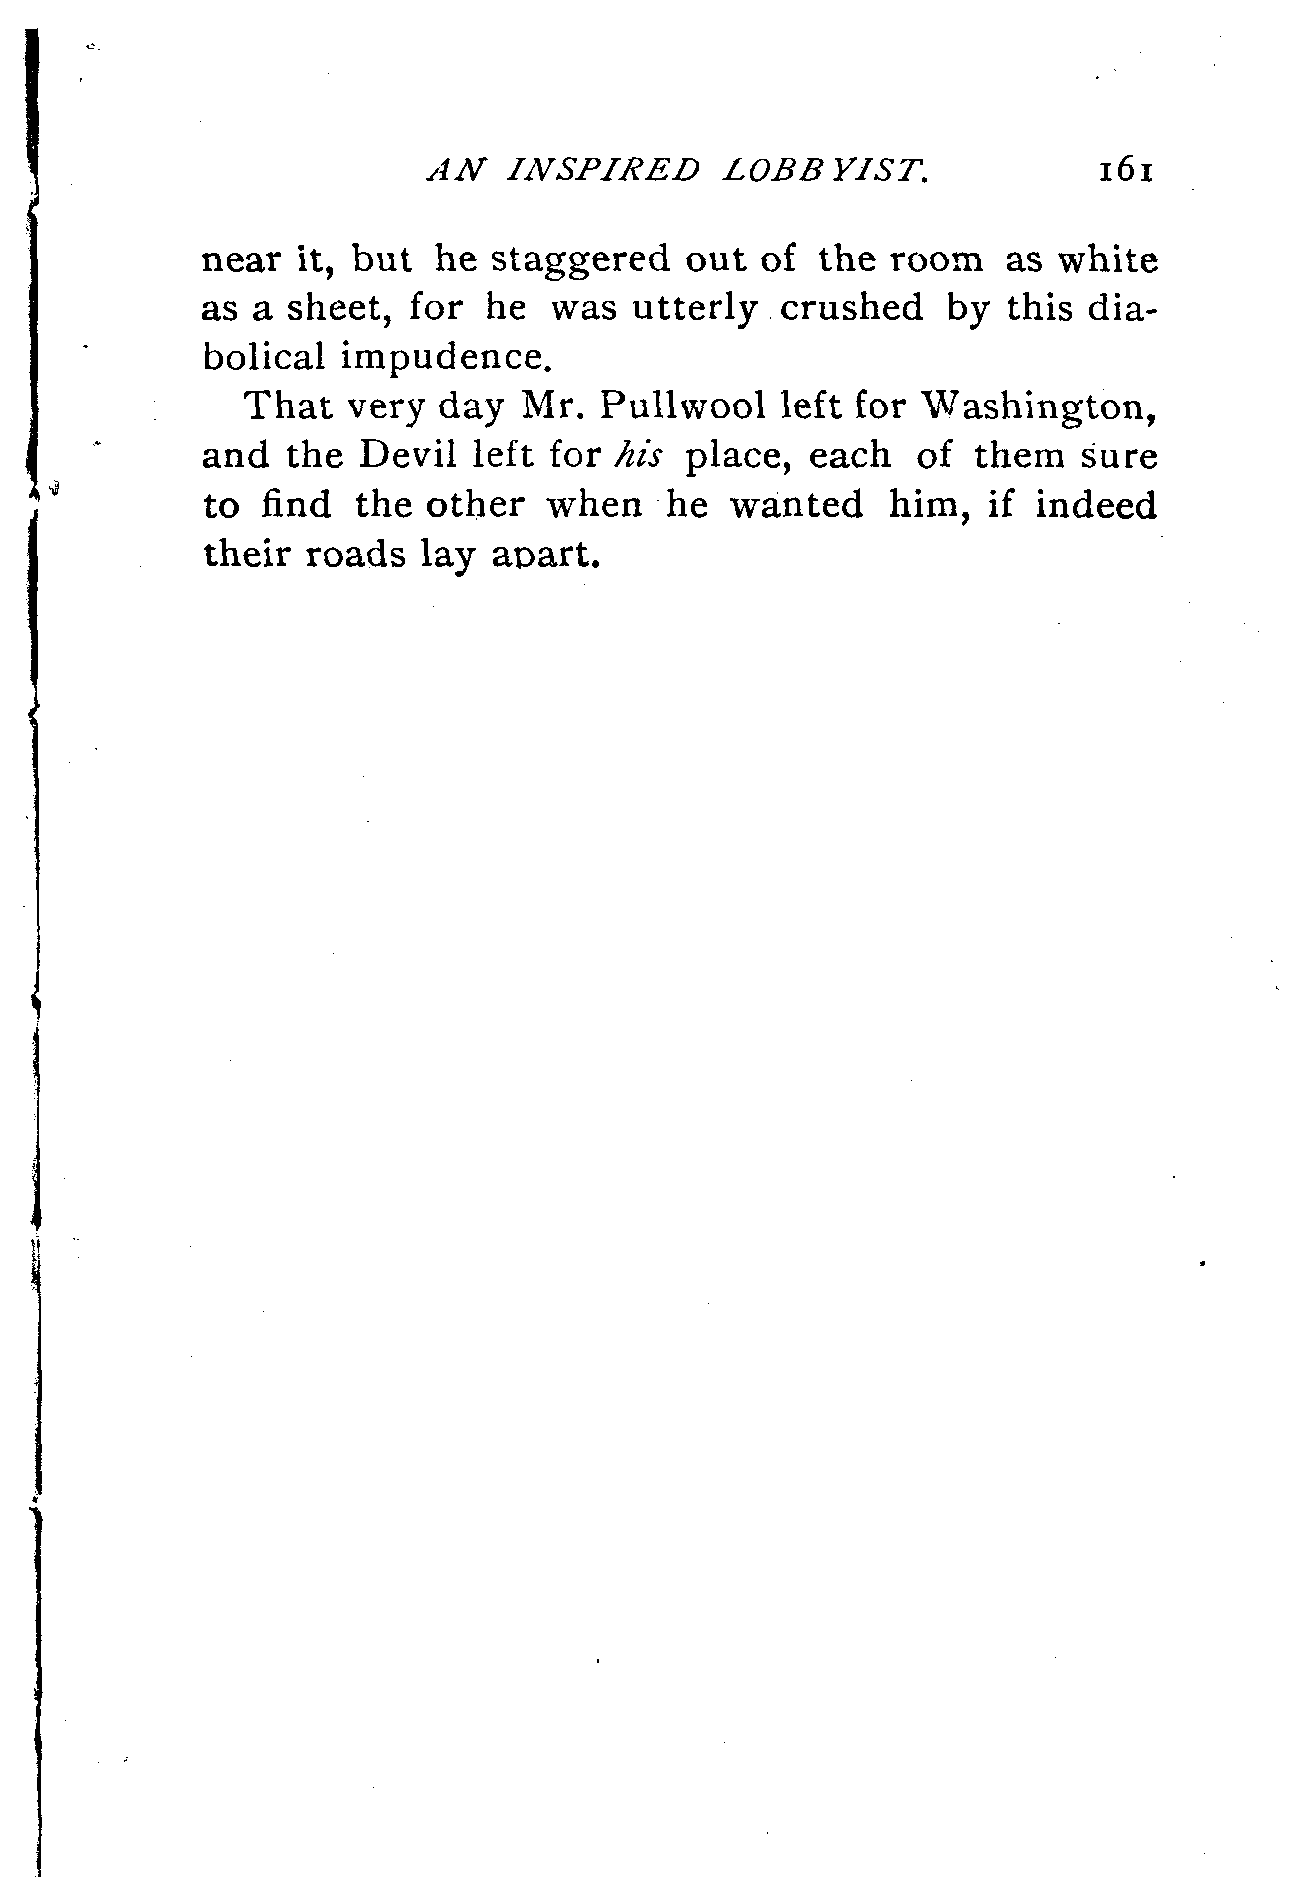 AN INSPIRED LOBBYIST. 161
near it, but he staggered out of the room as white
as a sheet, for he was utterly crushed by this dia-
bolical impudence.
That very day Mr. Pullwool left for Washington,
and the Devil left for his place, each of them sure
to find the other when he wanted him, if indeed
their roads lay apart.